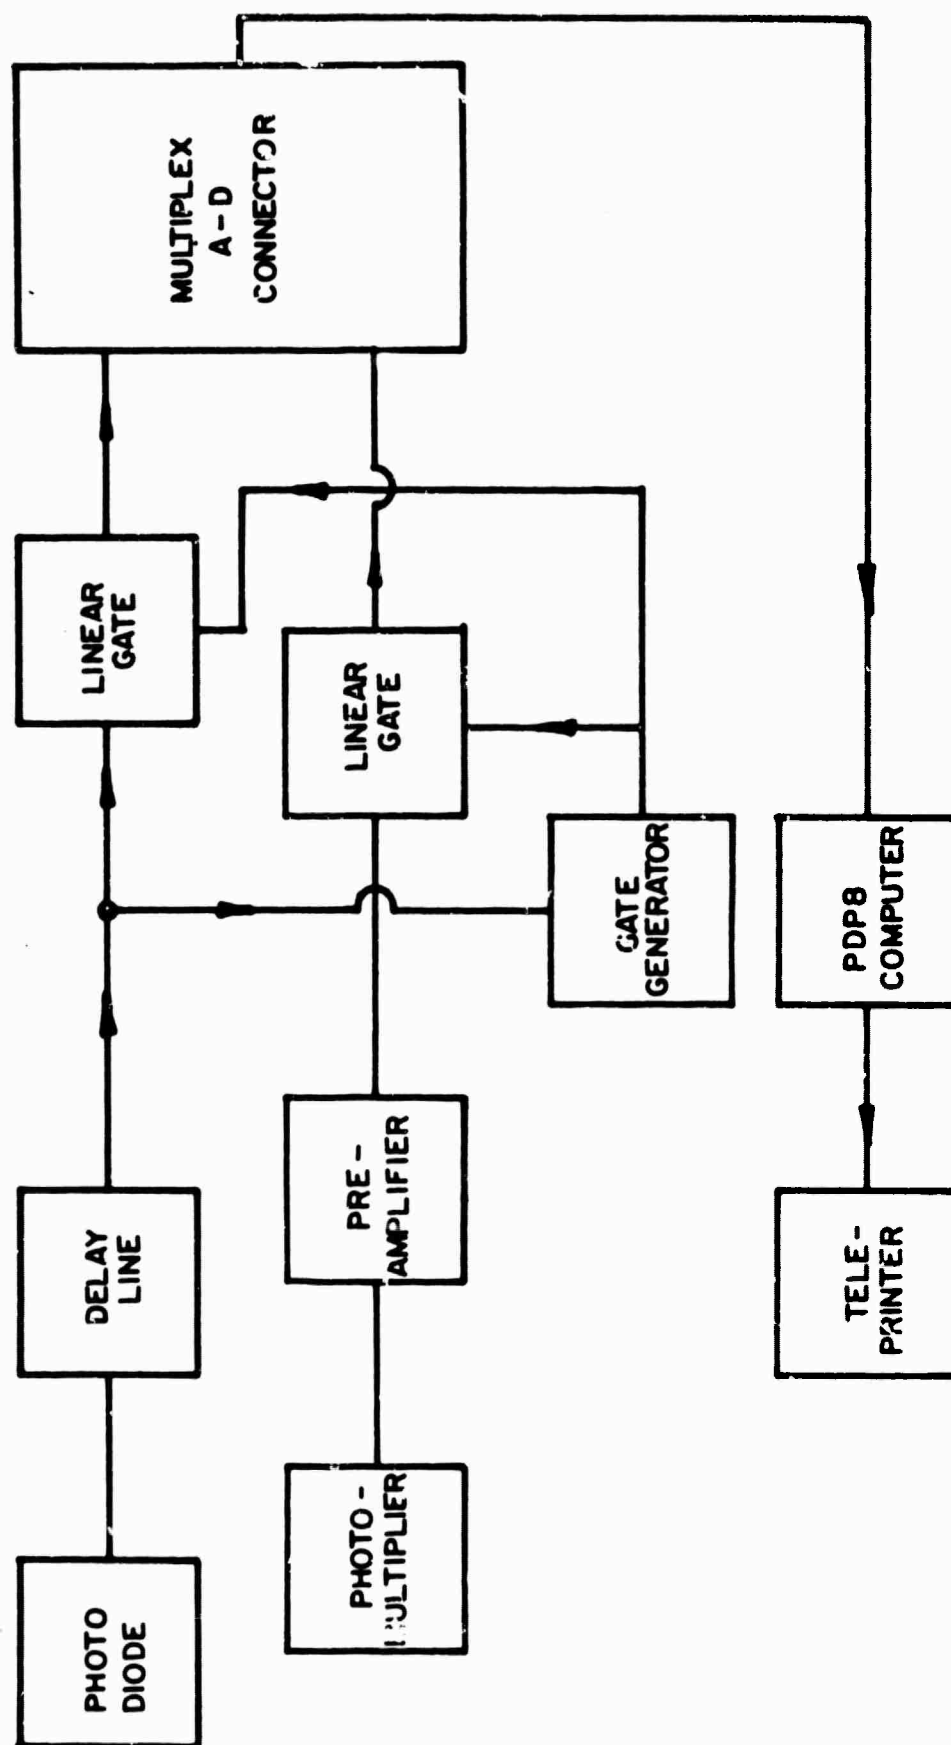 PHOTO
DIODE
DELAY
LINE
LINEAR
GATE
MULTIPLEX
A-D
CONNECTOR
PHOTO-
MULTIPLIER
PRE-
AMPLIFIER
LINEAR
GATE
GATE
GENERATOR
TELE-
PRINTER
PDP8
COMPUTER